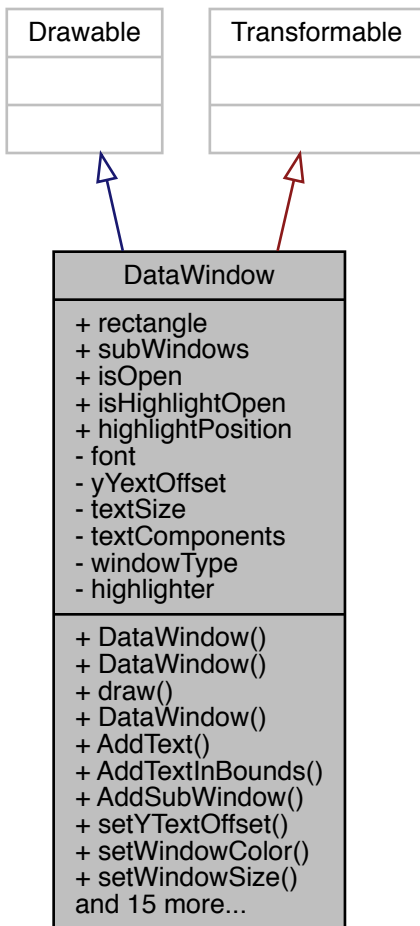 Drawable
Transformable
DataWindow
+ rectangle
+ subWindows
+ isOpen
+ isHighlightOpen
+ highlightPosition
- font
- yYextOffset
- textSize
- textComponents
- windowType
- highlighter
+ DataWindow()
+ DataWindow()
+ draw()
+ DataWindow()
+ AddText()
+ AddTextInBounds()
+ AddSubWindow()
+ setYTextOffset()
+ setWindowColor()
+ setWindowSize()
and 15 more...